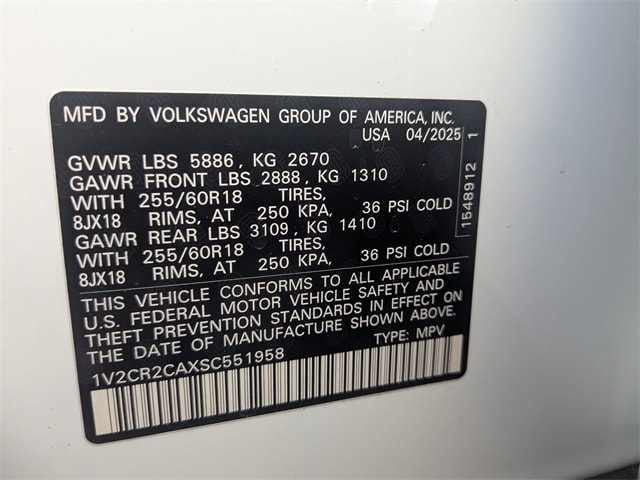 MFD BY VOLKSWAGEN GROUP OF AMERICA, INC.
USA 04/2025
GVWR LBS 5886, KG 2670
GAWR FRONT LBS 2888, KG 1310
WITH 255/60R18 TIRES,
8JX18 RIMS, AT 250 KPA, 36 PSI COLD
GAWR REAR LBS 3109, KG 1410
WITH 255/60R18 TIRES,
8JX18 RIMS, AT 250 KPA, 36 PSI COLD
THIS VEHICLE CONFORMS TO ALL APPLICABLE
U.S. FEDERAL MOTOR VEHICLE SAFETY AND
THEFT PREVENTION STANDARDS IN EFFECT ON
THE DATE OF MANUFACTURE SHOWN ABOVE.
1V2CR2CAXSC551958 TYPE: MPV
1548912 1